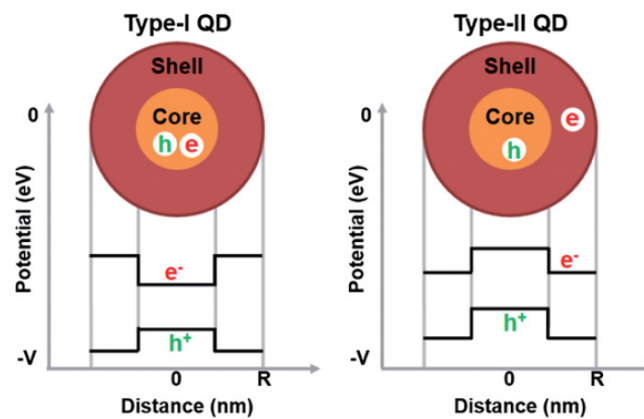 Type-I QD
Shell
Core
h e
0
Potential (eV)
e-
h+
-V
0 R
Distance (nm)
Type-II QD
Shell
Core
e
h
0
Potential (eV)
e-
h+
-V
0 R
Distance (nm)